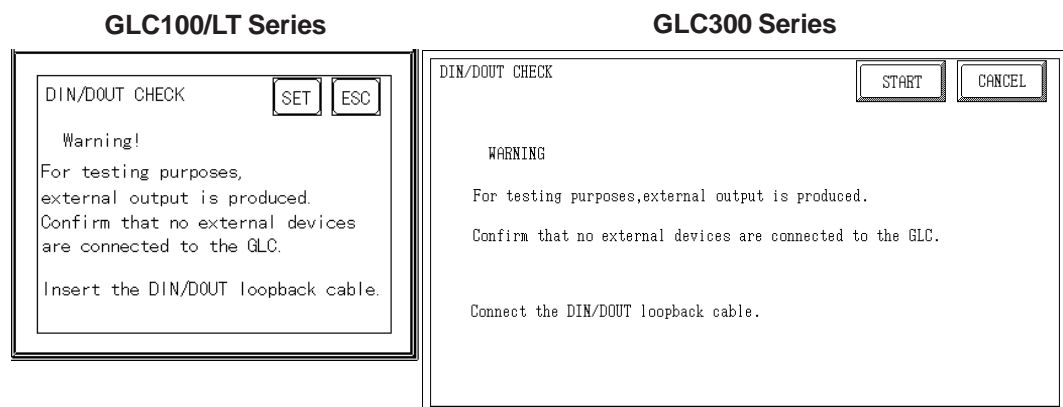 GLC100/LT Series
DIN/DOUT CHECK
SET
ESC
Warning!
For testing purposes,
external output is produced.
Confirm that no external devices
are connected to the GLC.
Insert the DIN/DOUT loopback cable.
GLC300 Series
DIN/DOUT CHECK
START
CANCEL
WARNING
For testing purposes,external output is produced.
Confirm that no external devices are connected to the GLC.
Connect the DIN/DOUT loopback cable.